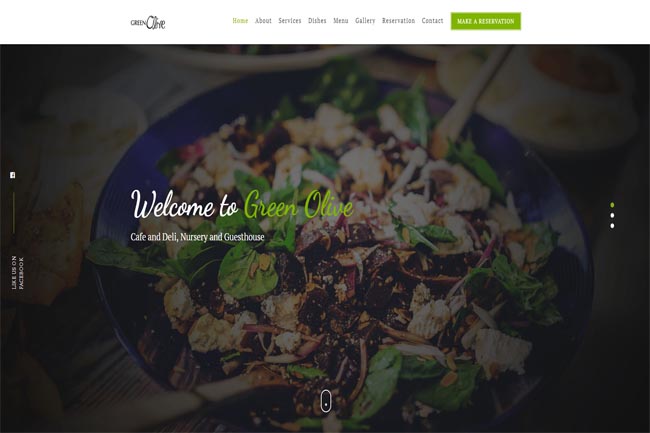 GREEN Olive
Home About Services Dishes Menu Gallery Reservation Contact MAKE A RESERVATION
Welcome to Green Olive
Cafe and Deli, Nursery and Guesthouse
LIKE US ON
FACEBOOK